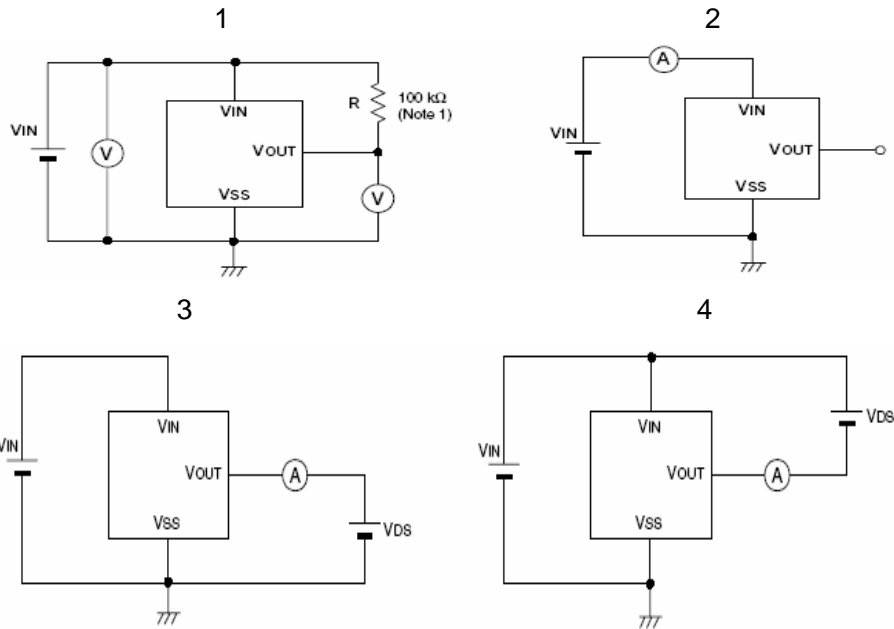 1
2
VIN
V
VIN
VOUT
VSS
R
100 kΩ
(Note 1)
V
VIN
A
VIN
VOUT
VSS
3
4
VIN
VIN
VOUT
VSS
A
VDS
VIN
VIN
VOUT
VSS
A
VDS